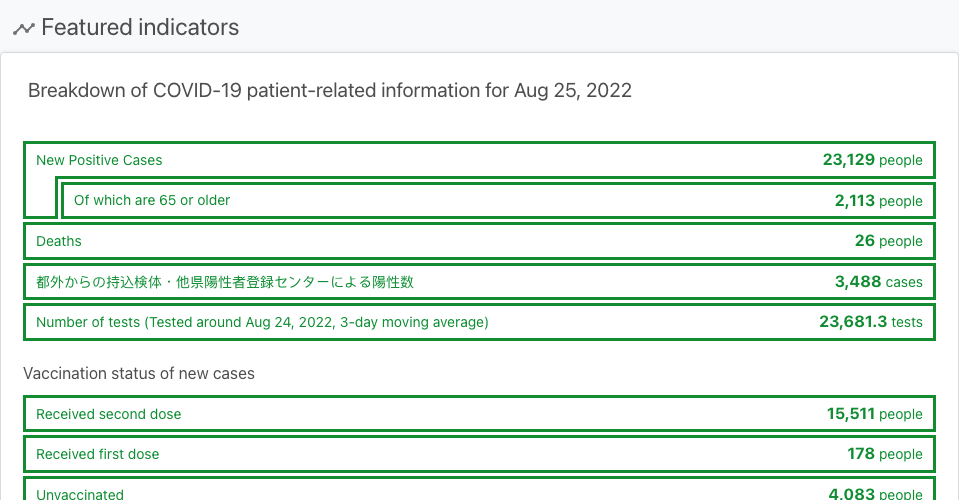 Featured indicators
Breakdown of COVID-19 patient-related information for Aug 25, 2022
New Positive Cases 23,129 people
Of which are 65 or older 2,113 people
Deaths 26 people
都外からの持込検体・他県陽性者登録センターによる陽性数 3,488 cases
Number of tests (Tested around Aug 24, 2022, 3-day moving average) 23,681.3 tests
Vaccination status of new cases
Received second dose 15,511 people
Received first dose 178 people
Unvaccinated 4,083 people